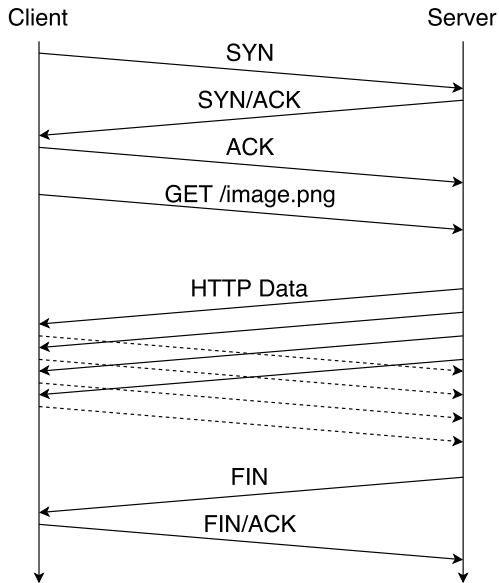 Client
Server
SYN
SYN/ACK
ACK
GET /image.png
HTTP Data
FIN
FIN/ACK